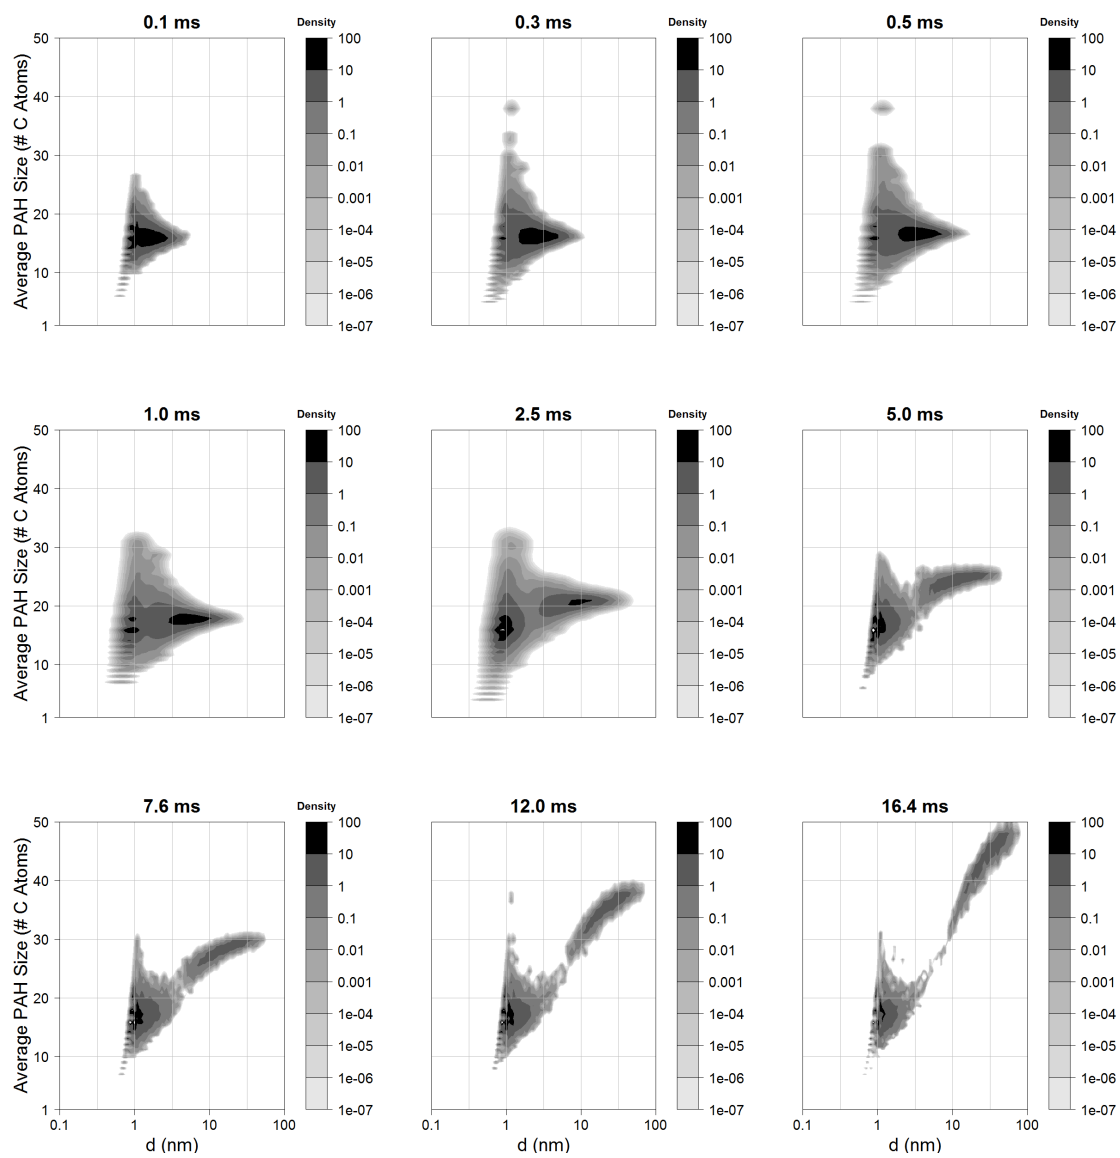 0.1 ms
Density
0.3 ms
Density
0.5 ms
Density
Average PAH Size (# C Atoms)
50
40
30
20
10
1
100
10
1
0.1
0.01
0.001
1e-04
1e-05
1e-06
1e-07
100
10
1
0.1
0.01
0.001
1e-04
1e-05
1e-06
1e-07
100
10
1
0.1
0.01
0.001
1e-04
1e-05
1e-06
1e-07
1.0 ms
Density
2.5 ms
Density
5.0 ms
Density
Average PAH Size (# C Atoms)
50
40
30
20
10
1
100
10
1
0.1
0.01
0.001
1e-04
1e-05
1e-06
1e-07
100
10
1
0.1
0.01
0.001
1e-04
1e-05
1e-06
1e-07
100
10
1
0.1
0.01
0.001
1e-04
1e-05
1e-06
1e-07
7.6 ms
Density
12.0 ms
Density
16.4 ms
Density
Average PAH Size (# C Atoms)
50
40
30
20
10
1
100
10
1
0.1
0.01
0.001
1e-04
1e-05
1e-06
1e-07
100
10
1
0.1
0.01
0.001
1e-04
1e-05
1e-06
1e-07
100
10
1
0.1
0.01
0.001
1e-04
1e-05
1e-06
1e-07
0.1 1 10 100
0.1 1 10 100
0.1 1 10 100
d (nm)
d (nm)
d (nm)